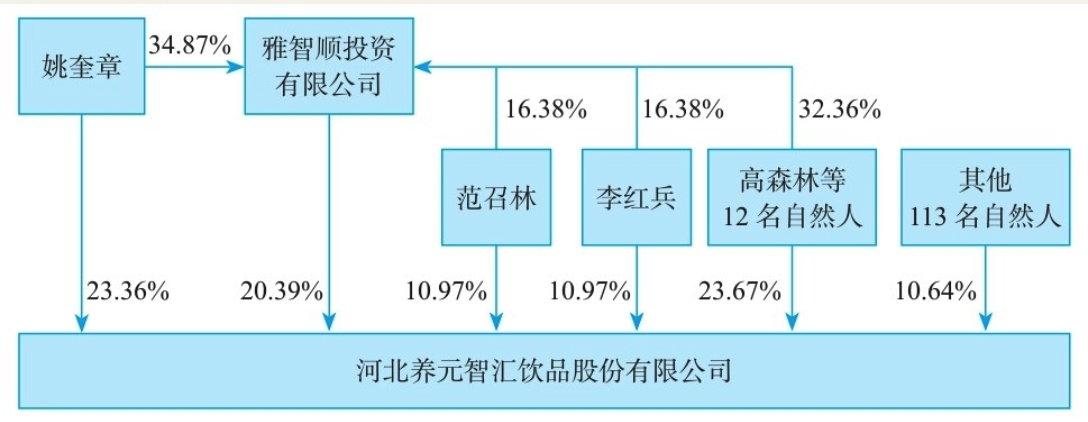 姚奎章
34.87%
雅智顺投资
有限公司
16.38%
16.38%
32.36%
范召林
李红兵
高森林等
12 名自然人
其他
113 名自然人
23.36%
20.39%
10.97%
10.97%
23.67%
10.64%
河北养元智汇饮品股份有限公司